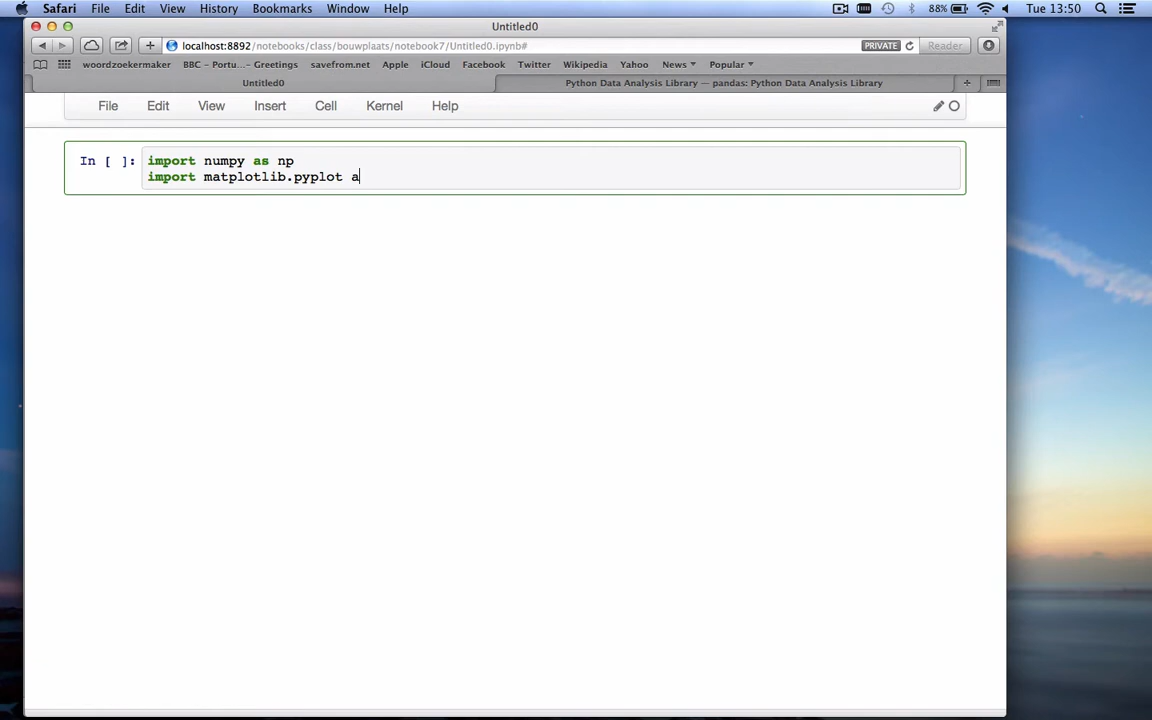 Safari File Edit View History Bookmarks Window Help 88% Tue 13:50
Untitled0
localhost:8892/notebooks/class/bouwplaats/notebook7/Untitled0.ipynb# PRIVATE Reader
woordzoekermaker BBC – Portu...– Greetings savefrom.net Apple iCloud Facebook Twitter Wikipedia Yahoo News Popular
Untitled0 Python Data Analysis Library — pandas: Python Data Analysis Library
File Edit View Insert Cell Kernel Help
In [ ]: import numpy as np
import matplotlib.pyplot a